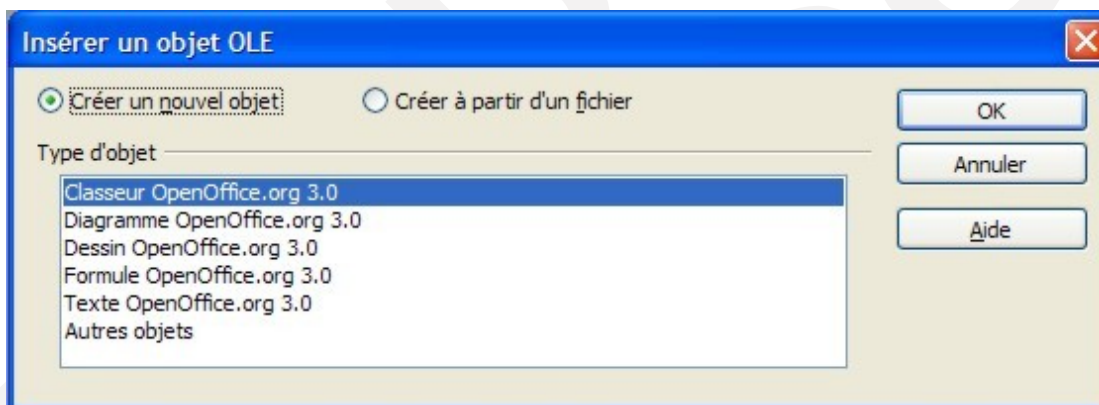 Insérer un objet OLE
Créer un nouvel objet Créer à partir d'un fichier
OK
Type d'objet
Annuler
Classeur OpenOffice.org 3.0
Diagramme OpenOffice.org 3.0
Aide
Dessin OpenOffice.org 3.0
Formule OpenOffice.org 3.0
Texte OpenOffice.org 3.0
Autres objets